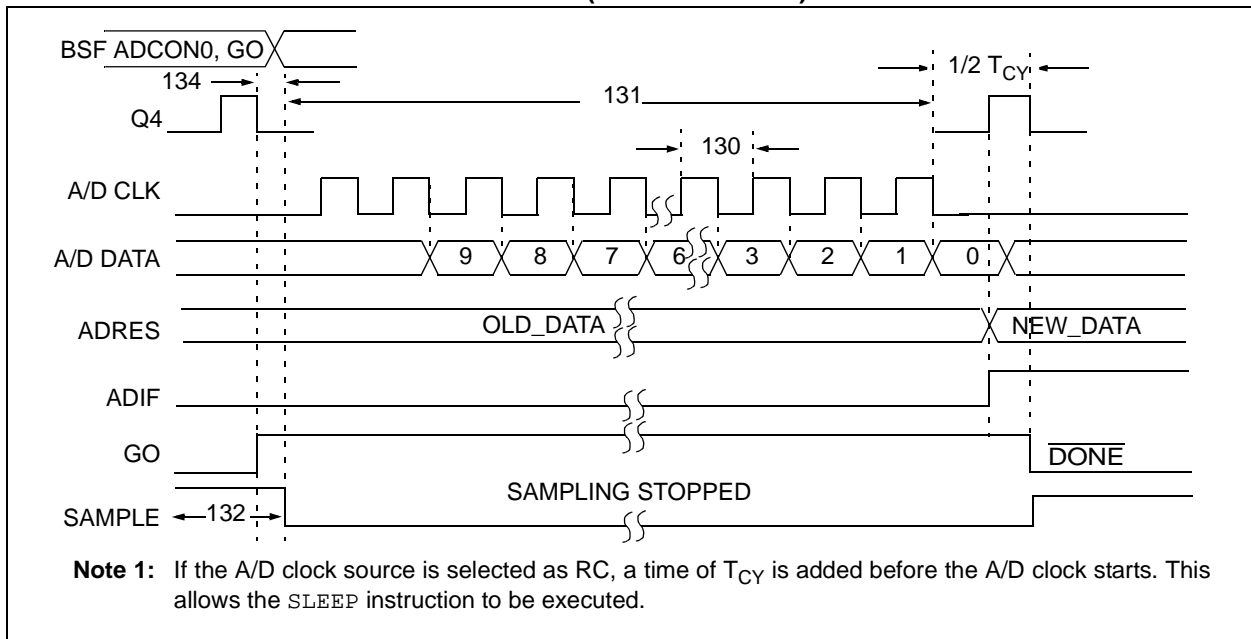 BSF ADCON0, GO
134
131
1/2 TCY
Q4
130
A/D CLK
A/D DATA
9 8 7 6 3 2 1 0
ADRES
OLD_DATA
NEW_DATA
ADIF
GO
DONE
SAMPLING STOPPED
SAMPLE
132
Note 1: If the A/D clock source is selected as RC, a time of TCY is added before the A/D clock starts. This
allows the SLEEP instruction to be executed.